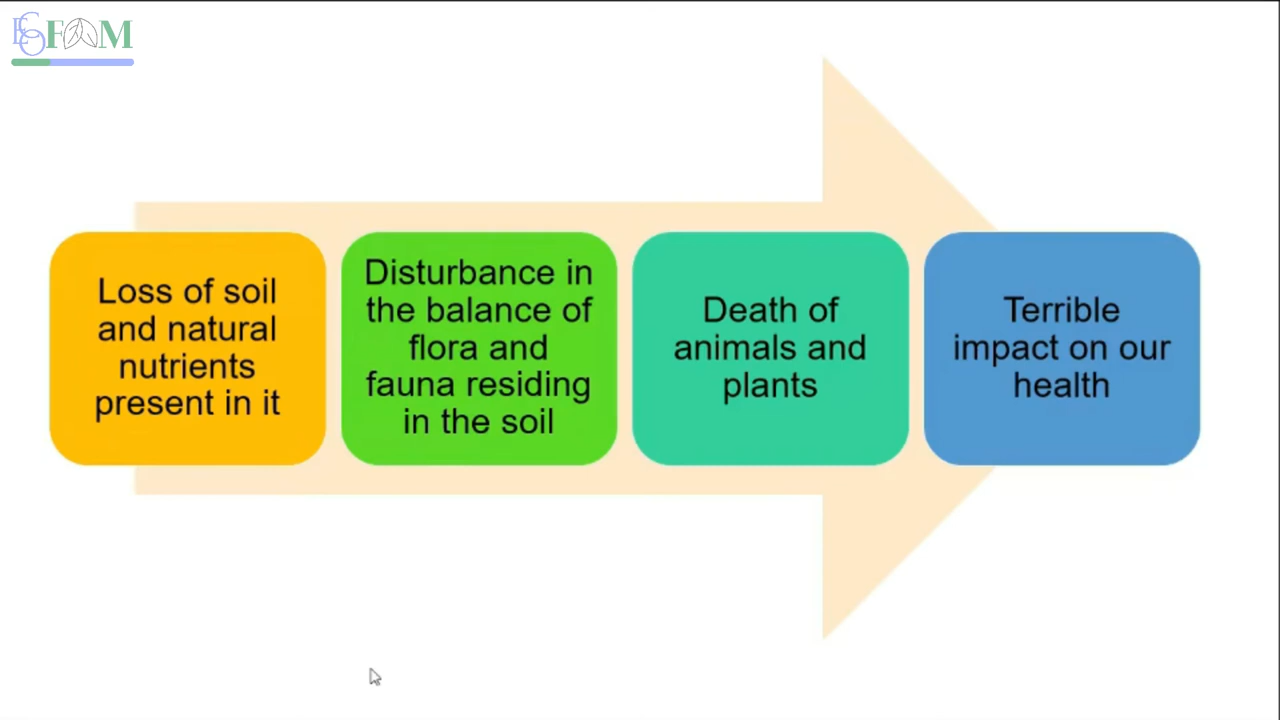 ECOFAM
Loss of soil
and natural
nutrients
present in it
Disturbance in
the balance of
flora and
fauna residing
in the soil
Death of
animals and
plants
Terrible
impact on our
health